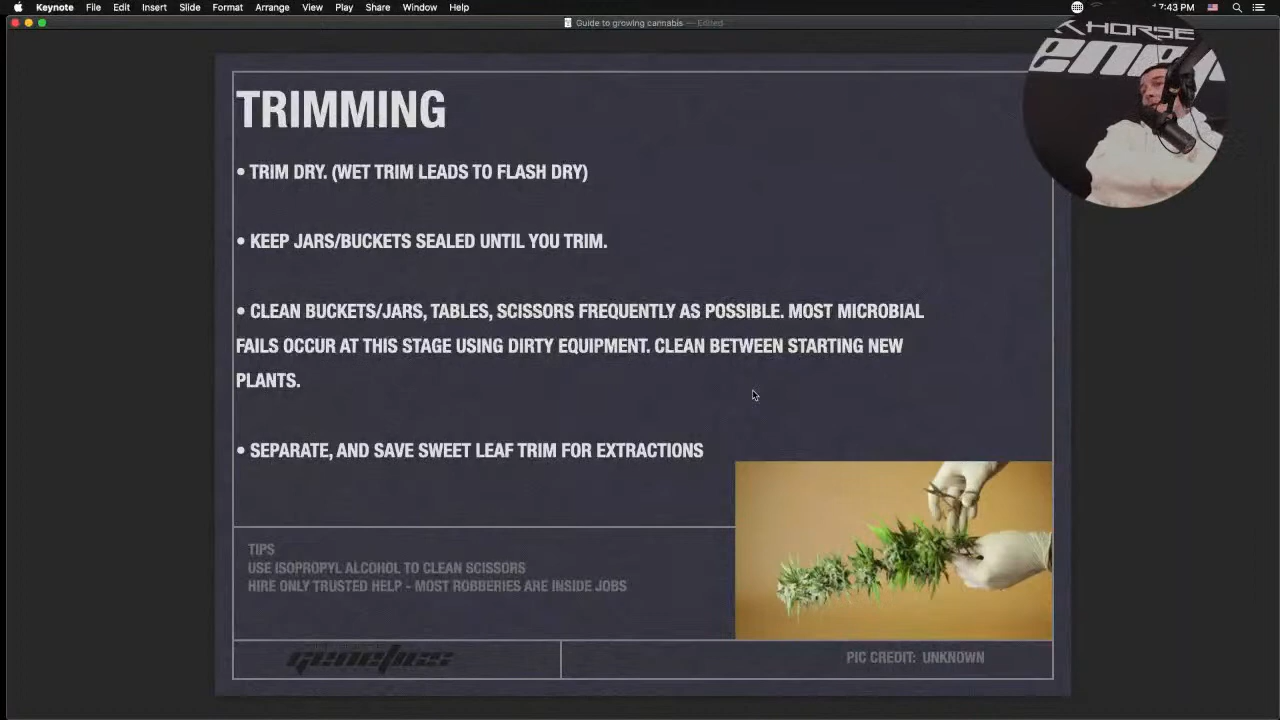 Keynote File Edit Insert Slide Format Arrange View Play Share Window Help
7:43 PM
Guide to growing cannabis — Edited
HORSE
TRIMMING
• TRIM DRY. (WET TRIM LEADS TO FLASH DRY)
• KEEP JARS/BUCKETS SEALED UNTIL YOU TRIM.
• CLEAN BUCKETS/JARS, TABLES, SCISSORS FREQUENTLY AS POSSIBLE. MOST MICROBIAL
FAILS OCCUR AT THIS STAGE USING DIRTY EQUIPMENT. CLEAN BETWEEN STARTING NEW
PLANTS.
• SEPARATE, AND SAVE SWEET LEAF TRIM FOR EXTRACTIONS
TIPS
USE ISOPROPYL ALCOHOL TO CLEAN SCISSORS
HIRE ONLY TRUSTED HELP - MOST ROBBERIES ARE INSIDE JOBS
genetics
PIC CREDIT: UNKNOWN